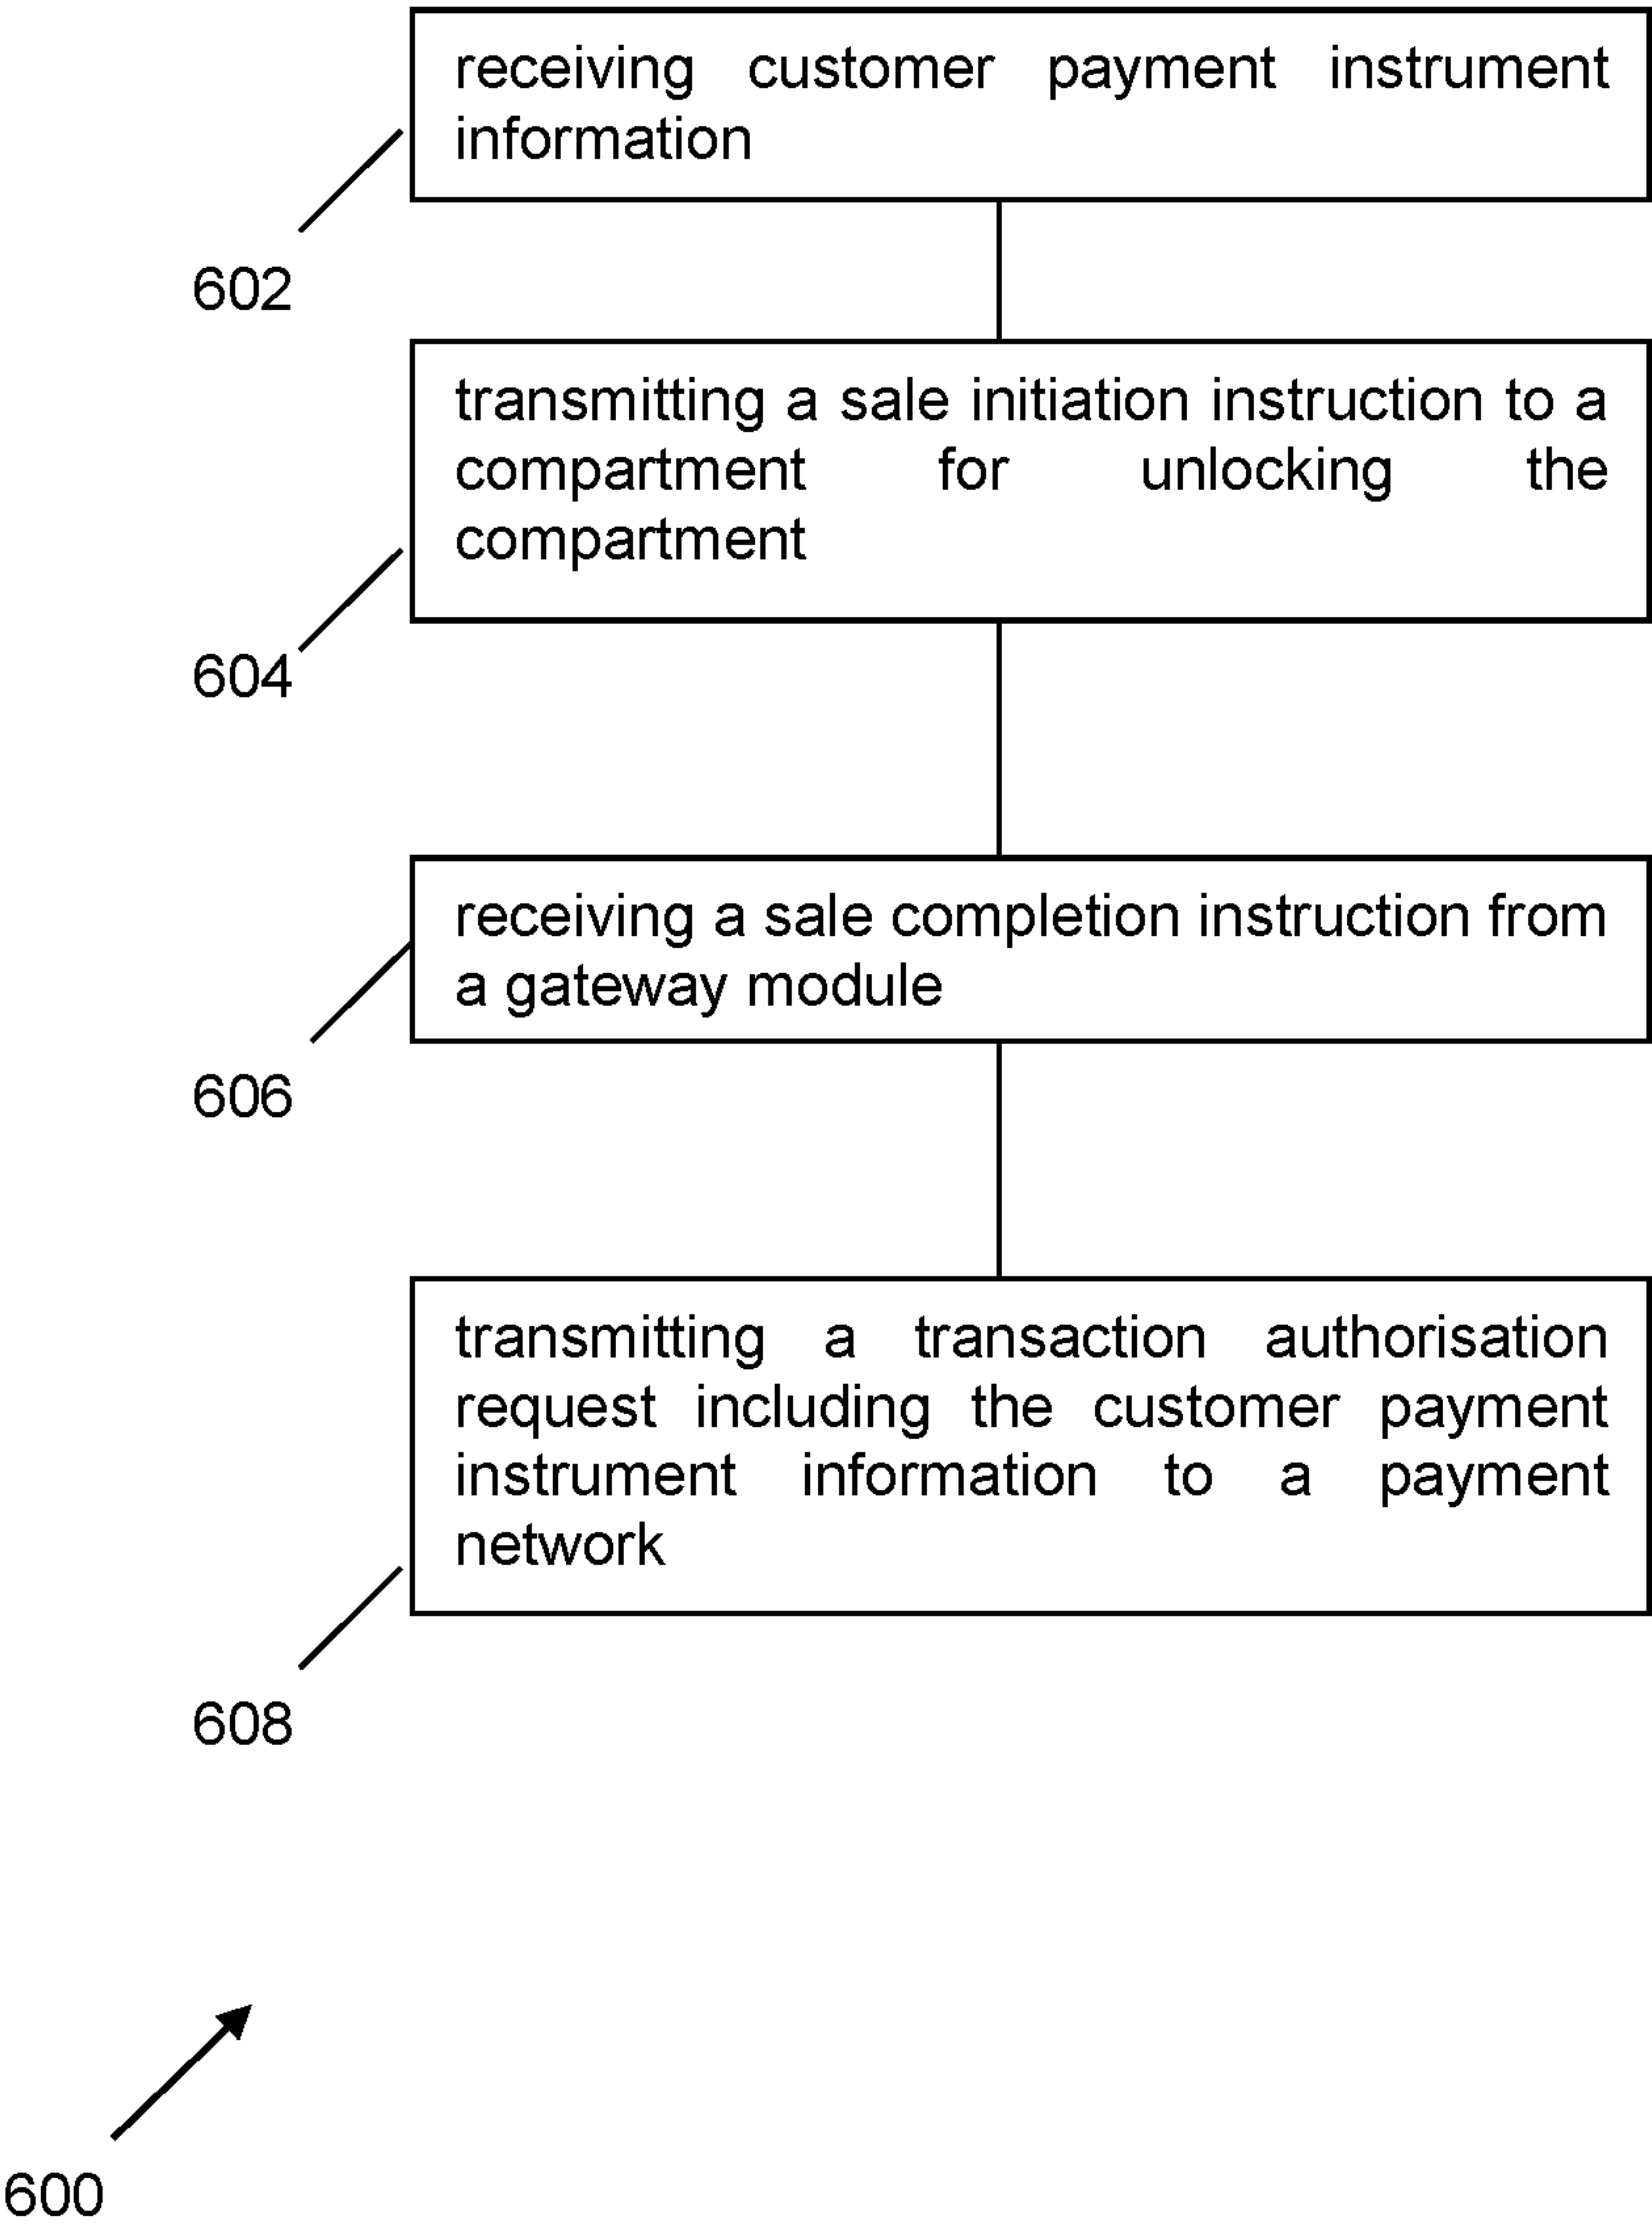 receiving customer payment instrument
information
602
transmitting a sale initiation instruction to a
compartment for unlocking the
compartment
604
receiving a sale completion instruction from
a gateway module
606
transmitting a transaction authorisation
request including the customer payment
instrument information to a payment
network
608
600